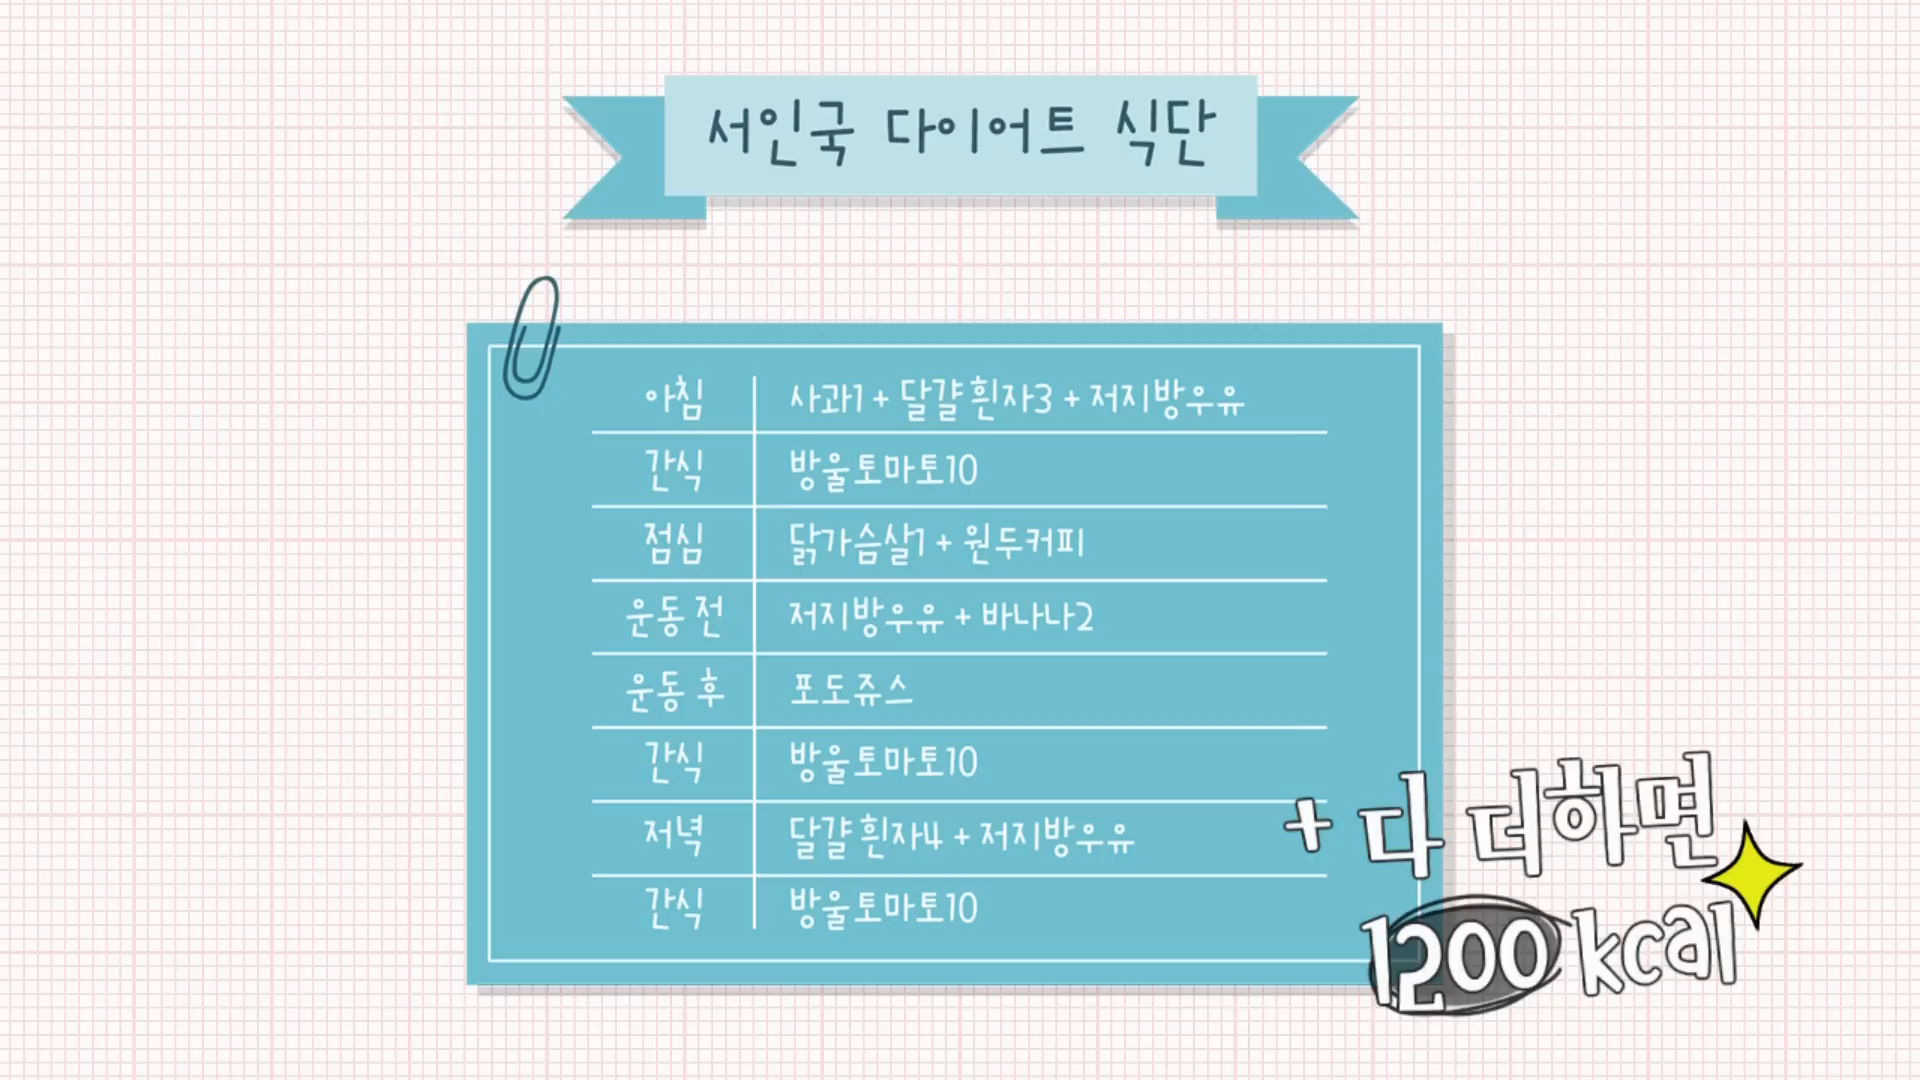 서인국 다이어트 식단
아침 사과1 + 달걀 흰자3 + 저지방우유
간식 방울토마토10
점심 닭가슴살1 + 원두커피
운동 전 저지방우유 + 바나나2
운동 후 포도쥬스
간식 방울토마토10
저녁 달걀 흰자4 + 저지방우유
간식 방울토마토10
+ 다 더하면
1200 kcal